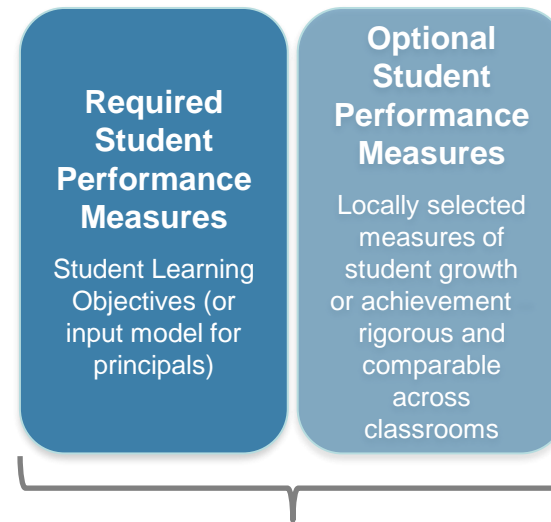 Required
Student
Performance
Measures
Student Learning
Objectives (or
input model for
principals)
Optional
Student
Performance
Measures
Locally selected
measures of
student growth
or achievement
rigorous and
comparable
across
classrooms